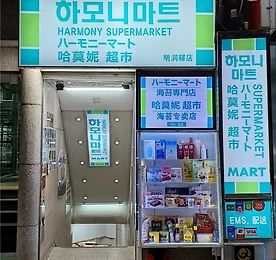 하모니마트
HARMONY SUPERMARKET
ハーモニーマート
哈莫妮 超市
明洞驛店
하모니마트
MART
ハーモニーマート
海苔専門店
哈莫妮 超市
海苔专卖店
하모니
마트
ハーモニーマート
哈莫妮 超市
MART
EMS, 配送
VISA